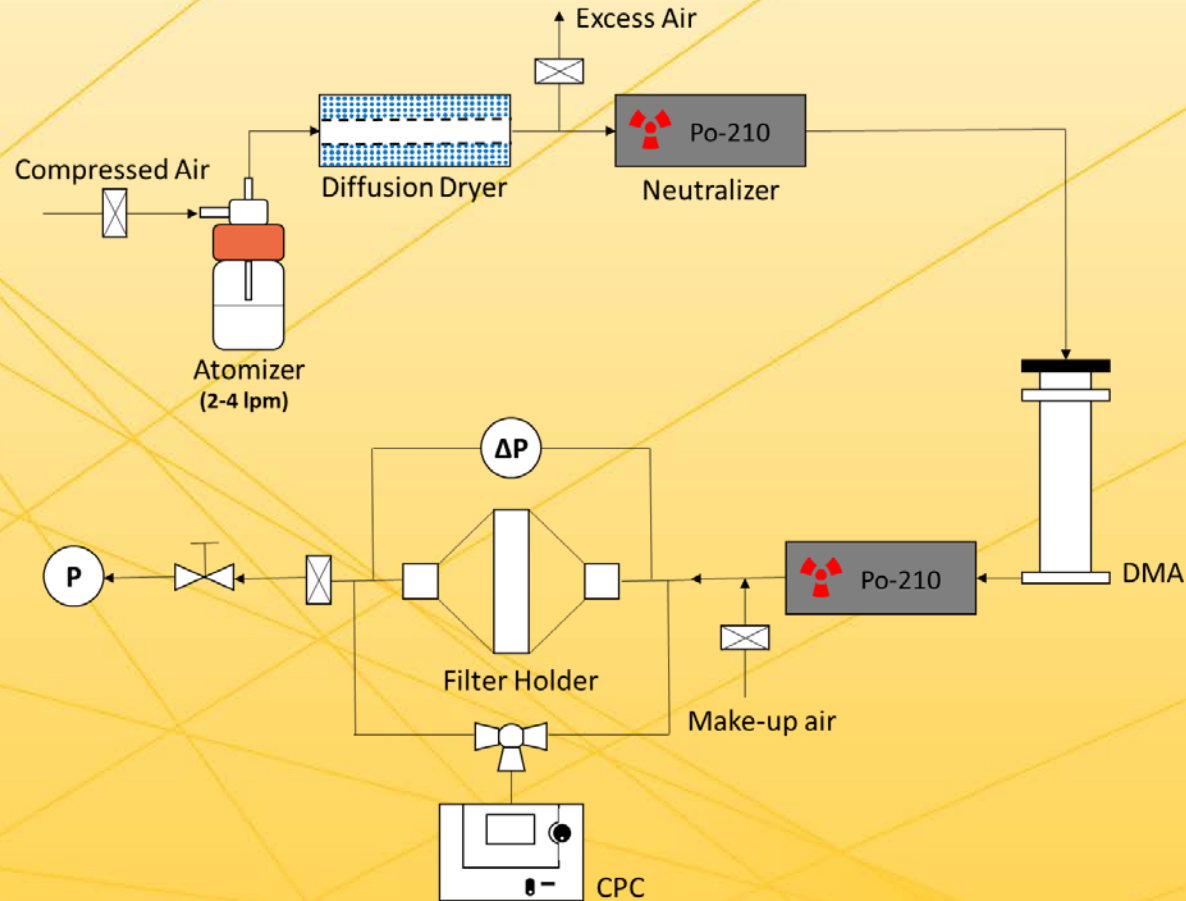 Excess Air
Po-210
Compressed Air
Diffusion Dryer
Neutralizer
Atomizer
(2-4 lpm)
ΔP
P
Po-210
DMA
Filter Holder
Make-up air
CPC